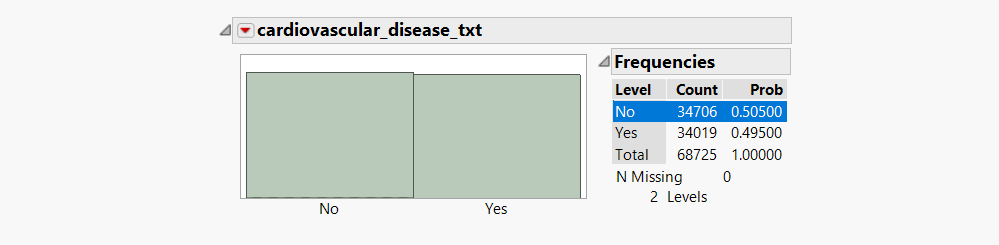 cardiovascular_disease_txt
No Yes
Frequencies
Level Count Prob
No 34706 0.50500
Yes 34019 0.49500
Total 68725 1.00000
N Missing 0
2 Levels